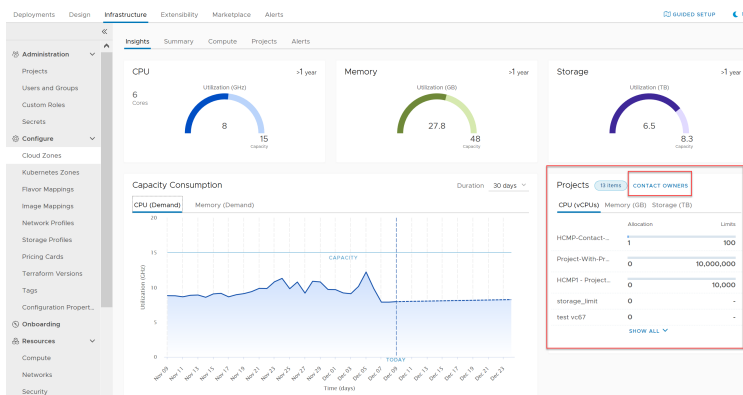 Deployments Design Infrastructure Extensibility Marketplace Alerts
GUIDED SETUP
«
Insights Summary Compute Projects Alerts
Administration
Projects
Users and Groups
Custom Roles
Secrets
Configure
Cloud Zones
Kubernetes Zones
Flavor Mappings
Image Mappings
Network Profiles
Storage Profiles
Pricing Cards
Terraform Versions
Tags
Configuration Propert...
Onboarding
Resources
Compute
Networks
Security
CPU >1 year
6
Cores
Utilization (GHz)
8
15
Capacity
Memory >1 year
Utilization (GB)
27.8
48
Capacity
Storage >1 year
Utilization (TB)
6.5
8.3
Capacity
Capacity Consumption Duration 30 days
CPU (Demand) Memory (Demand)
Utilization (GHz)
20
15
10
5
0
CAPACITY
TODAY
Nov 09 Nov 11 Nov 13 Nov 15 Nov 17 Nov 19 Nov 21 Nov 23 Nov 25 Nov 27 Nov 29 Dec 01 Dec 03 Dec 05 Dec 07 Dec 09 Dec 11 Dec 13 Dec 15 Dec 17 Dec 19 Dec 21 Dec 23
Time (days)
Projects 13 items CONTACT OWNERS
CPU (vCPUs) Memory (GB) Storage (TB)
Allocation Limits
HCMP-Contact-... 1 100
Project-With-Pr... 0 10,000,000
HCMP1 - Project... 0 10,000
storage_limit 0 -
test vc67 0 -
SHOW ALL